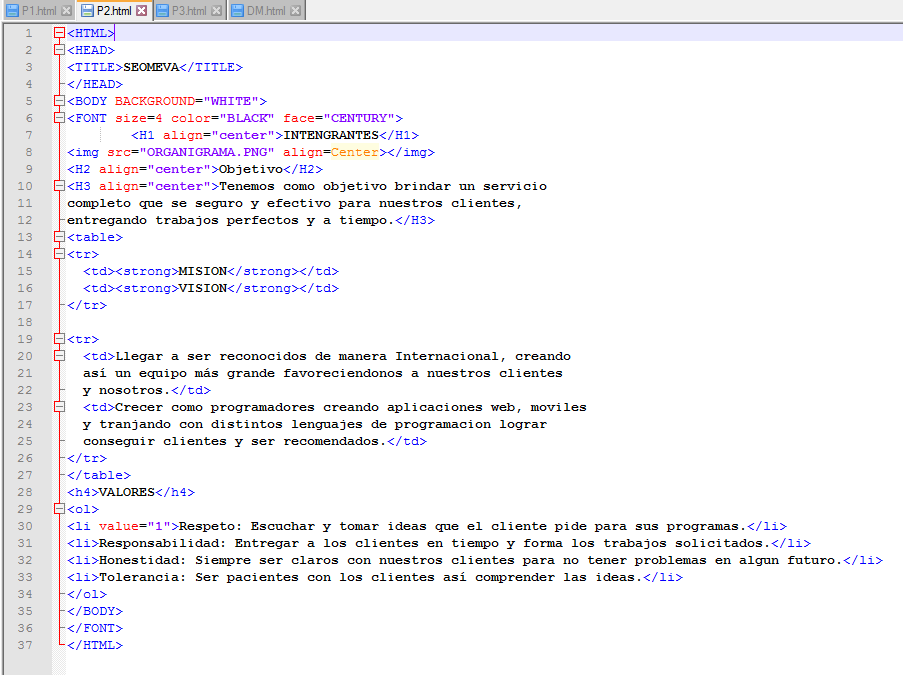 P1.html P2.html P3.html DM.html
1 <HTML>
2 <HEAD>
3 <TITLE>SEOMEVA</TITLE>
4 </HEAD>
5 <BODY BACKGROUND="WHITE">
6 <FONT size=4 color="BLACK" face="CENTURY">
7 <H1 align="center">INTENGRANTES</H1>
8 <img src="ORGANIGRAMA.PNG" align=Center></img>
9 <H2 align="center">Objetivo</H2>
10 <H3 align="center">Tenemos como objetivo brindar un servicio
11 completo que se seguro y efectivo para nuestros clientes,
12 entregando trabajos perfectos y a tiempo.</H3>
13 <table>
14 <tr>
15 <td><strong>MISION</strong></td>
16 <td><strong>VISION</strong></td>
17 </tr>
18
19 <tr>
20 <td>Llegar a ser reconocidos de manera Internacional, creando
21 así un equipo más grande favoreciendonos a nuestros clientes
22 y nosotros.</td>
23 <td>Crecer como programadores creando aplicaciones web, moviles
24 y tranjando con distintos lenguajes de programacion lograr
25 conseguir clientes y ser recomendados.</td>
26 </tr>
27 </table>
28 <h4>VALORES</h4>
29 <ol>
30 <li value="1">Respeto: Escuchar y tomar ideas que el cliente pide para sus programas.</li>
31 <li>Responsabilidad: Entregar a los clientes en tiempo y forma los trabajos solicitados.</li>
32 <li>Honestidad: Siempre ser claros con nuestros clientes para no tener problemas en algun futuro.</li>
33 <li>Tolerancia: Ser pacientes con los clientes así comprender las ideas.</li>
34 </ol>
35 </BODY>
36 </FONT>
37 </HTML>